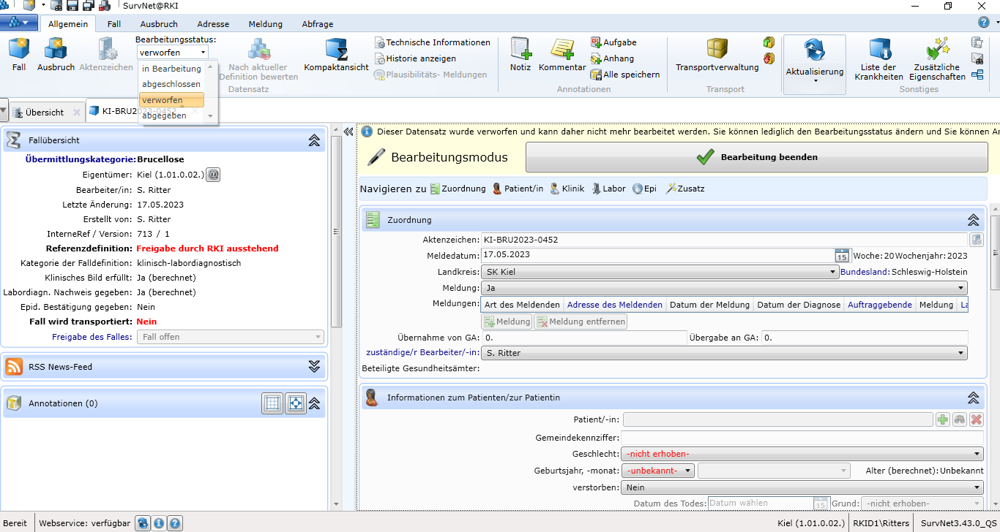 SurvNet@RKI
Allgemein Fall Ausbruch Adresse Meldung Abfrage
Fall
Ausbruch
Aktenzeichen
Bearbeitungsstatus:
verworfen
in Bearbeitung
abgeschlossen
verworfen
abgegeben
Nach aktueller
Definition bewerten
Kompaktansicht
Technische Informationen
Historie anzeigen
Plausibilitäts- Meldungen
Datensatz
Notiz
Kommentar
Aufgabe
Anhang
Alle speichern
Annotationen
Transportverwaltung
Transport
Aktualisierung
Liste der
Krankheiten
Zusätzliche
Eigenschaften
Sonstiges
Übersicht
KI-BRU2023-0452
Fallübersicht
Übermittlungskategorie: Brucellose
Eigentümer: Kiel (1.01.0.02.)
Bearbeiter/in: S. Ritter
Letzte Änderung: 17.05.2023
Erstellt von: S. Ritter
InterneRef / Version: 713 / 1
Referenzdefinition: Freigabe durch RKI ausstehend
Kategorie der Falldefinition: klinisch-labordiagnostisch
Klinisches Bild erfüllt: Ja (berechnet)
Labordiagn. Nachweis gegeben: Ja (berechnet)
Epid. Bestätigung gegeben: Nein
Fall wird transportiert: Nein
Freigabe des Falles: Fall offen
RSS News-Feed
Annotationen (0)
Dieser Datensatz wurde verworfen und kann daher nicht mehr bearbeitet werden. Sie können lediglich den Bearbeitungsstatus ändern und Sie können
Bearbeitungsmodus
Bearbeitung beenden
Navigieren zu Zuordnung Patient/in Klinik Labor Epi Zusatz
Zuordnung
Aktenzeichen: KI-BRU2023-0452
Meldedatum: 17.05.2023 15 Woche: 20 Wochenjahr: 2023
Landkreis: SK Kiel Bundesland: Schleswig-Holstein
Meldung: Ja
Meldungen: Art des Meldenden Adresse des Meldenden Datum der Meldung Datum der Diagnose Auftraggebende Meldung
Meldung Meldung entfernen
Übernahme von GA: 0. Übergabe an GA: 0.
zuständige/r Bearbeiter/-in: S. Ritter
Beteiligte Gesundheitsämter:
Informationen zum Patienten/zur Patientin
Patient/-in:
Gemeindekennziffer:
Geschlecht: -nicht erhoben-
Geburtsjahr, -monat: -unbekannt- Alter (berechnet): Unbekannt
verstorben: Nein
Datum des Todes: Datum wählen 15 Grund: -nicht erhoben-
Bereit Webservice: verfügbar Kiel (1.01.0.02.) RKID1\Ritters SurvNet3.43.0_QS